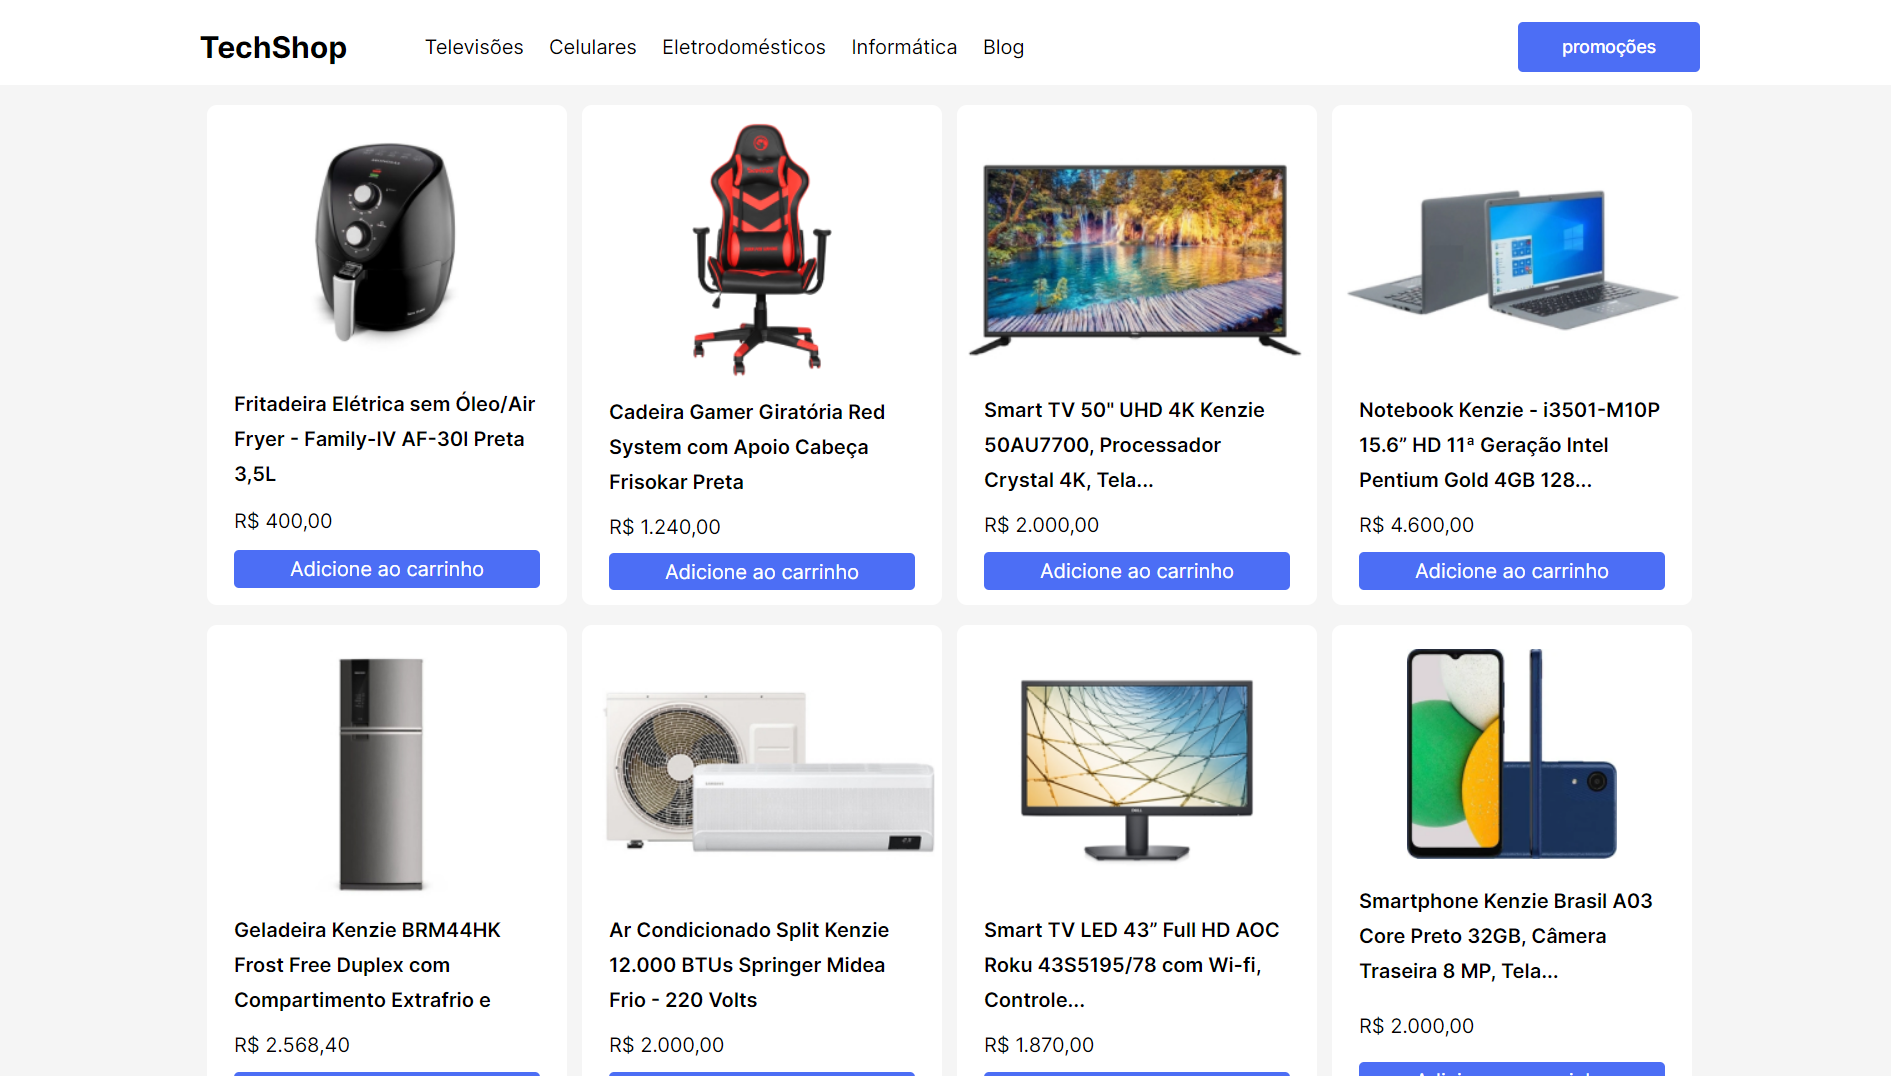 TechShop
Televisões
Celulares
Eletrodomésticos
Informática
Blog
promoções
Fritadeira Elétrica sem Óleo/Air
Fryer - Family-IV AF-30I Preta
3,5L
R$ 400,00
Adicione ao carrinho
Cadeira Gamer Giratória Red
System com Apoio Cabeça
Frisokar Preta
R$ 1.240,00
Adicione ao carrinho
Smart TV 50" UHD 4K Kenzie
50AU7700, Processador
Crystal 4K, Tela...
R$ 2.000,00
Adicione ao carrinho
Notebook Kenzie - i3501-M10P
15.6” HD 11ª Geração Intel
Pentium Gold 4GB 128...
R$ 4.600,00
Adicione ao carrinho
Geladeira Kenzie BRM44HK
Frost Free Duplex com
Compartimento Extrafrio e
R$ 2.568,40
Ar Condicionado Split Kenzie
12.000 BTUs Springer Midea
Frio - 220 Volts
R$ 2.000,00
Smart TV LED 43” Full HD AOC
Roku 43S5195/78 com Wi-fi,
Controle...
R$ 1.870,00
Smartphone Kenzie Brasil A03
Core Preto 32GB, Câmera
Traseira 8 MP, Tela...
R$ 2.000,00